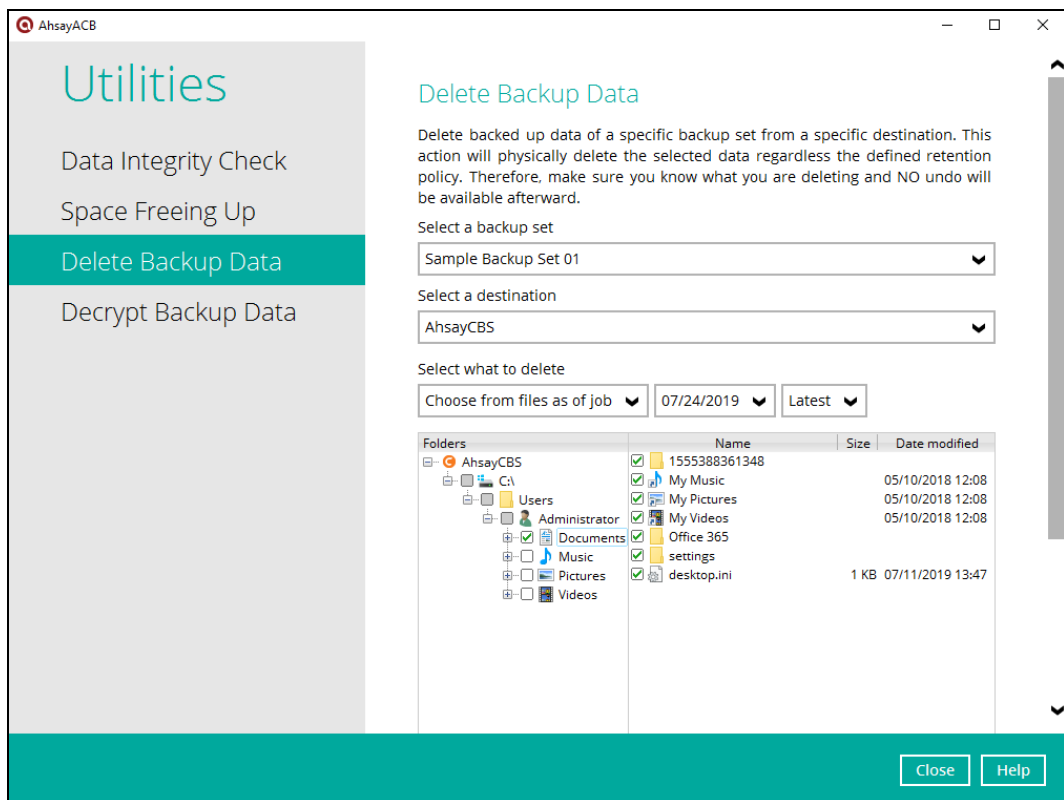 AhsayACB
Utilities
Data Integrity Check
Space Freeing Up
Delete Backup Data
Decrypt Backup Data
Delete Backup Data
Delete backed up data of a specific backup set from a specific destination. This
action will physically delete the selected data regardless the defined retention
policy. Therefore, make sure you know what you are deleting and NO undo will
be available afterward.
Select a backup set
Sample Backup Set 01
Select a destination
AhsayCBS
Select what to delete
Choose from files as of job 07/24/2019 Latest
Folders
AhsayCBS
C:\
Users
Administrator
Documents
Music
Pictures
Videos
Name Size Date modified
1555388361348
My Music 05/10/2018 12:08
My Pictures 05/10/2018 12:08
My Videos 05/10/2018 12:08
Office 365
settings
desktop.ini 1 KB 07/11/2019 13:47
Close Help